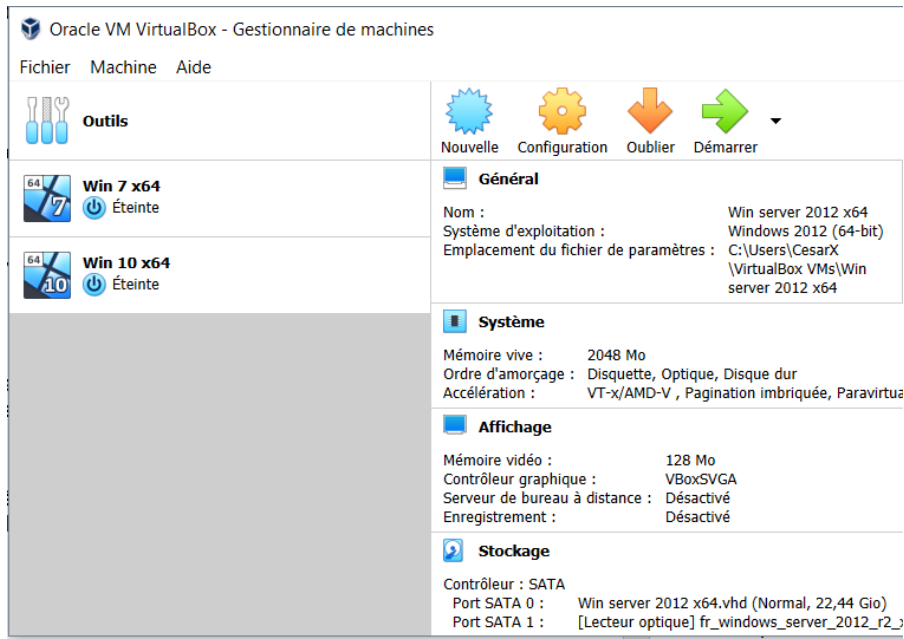 Oracle VM VirtualBox - Gestionnaire de machines
Fichier Machine Aide
Outils
Nouvelle Configuration Oublier Démarrer
64 7 Win 7 x64
Éteinte
64 10 Win 10 x64
Éteinte
Général
Nom : Win server 2012 x64
Système d'exploitation : Windows 2012 (64-bit)
Emplacement du fichier de paramètres : C:\Users\CesarX
\VirtualBox VMs\Win
server 2012 x64
Système
Mémoire vive : 2048 Mo
Ordre d'amorçage : Disquette, Optique, Disque dur
Accélération : VT-x/AMD-V , Pagination imbriquée, Paravirtua
Affichage
Mémoire vidéo : 128 Mo
Contrôleur graphique : VBoxSVGA
Serveur de bureau à distance : Désactivé
Enregistrement : Désactivé
Stockage
Contrôleur : SATA
Port SATA 0 : Win server 2012 x64.vhd (Normal, 22,44 Gio)
Port SATA 1 : [Lecteur optique] fr_windows_server_2012_r2_x